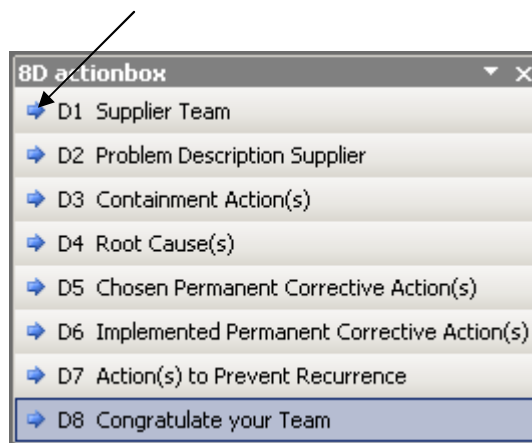 8D actionbox
D1 Supplier Team
D2 Problem Description Supplier
D3 Containment Action(s)
D4 Root Cause(s)
D5 Chosen Permanent Corrective Action(s)
D6 Implemented Permanent Corrective Action(s)
D7 Action(s) to Prevent Recurrence
D8 Congratulate your Team